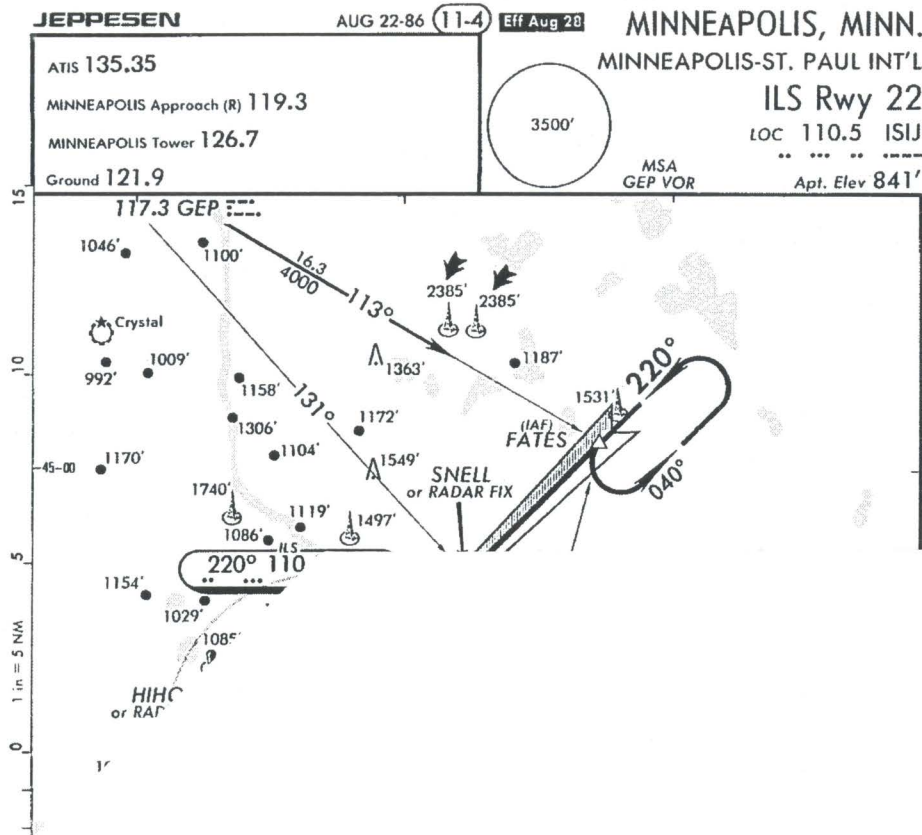 JEPPESEN AUG 22-86 11-4 Eff Aug 28 MINNEAPOLIS, MINN.
MINNEAPOLIS-ST. PAUL INT'L
ATIS 135.35
MINNEAPOLIS Approach (R) 119.3
MINNEAPOLIS Tower 126.7
Ground 121.9
3500'
MSA
GEP VOR
ILS Rwy 22
LOC 110.5 ISIJ
Apt. Elev 841'
15
117.3 GEP
1046'
1100'
16.3
4000
113°
2385'
2385'
Crystal
10
992'
1009'
1158'
1363'
1187'
220°
1531'
131°
1306'
1172'
(IAF)
FATES
1104'
45-00
1170'
1549'
SNELL
or RADAR FIX
040°
1740'
1119'
1497'
1086'
ILS
220° 110
5
1154'
1029'
1085'
1 in = 5 NM
HIHO
or RAD
0